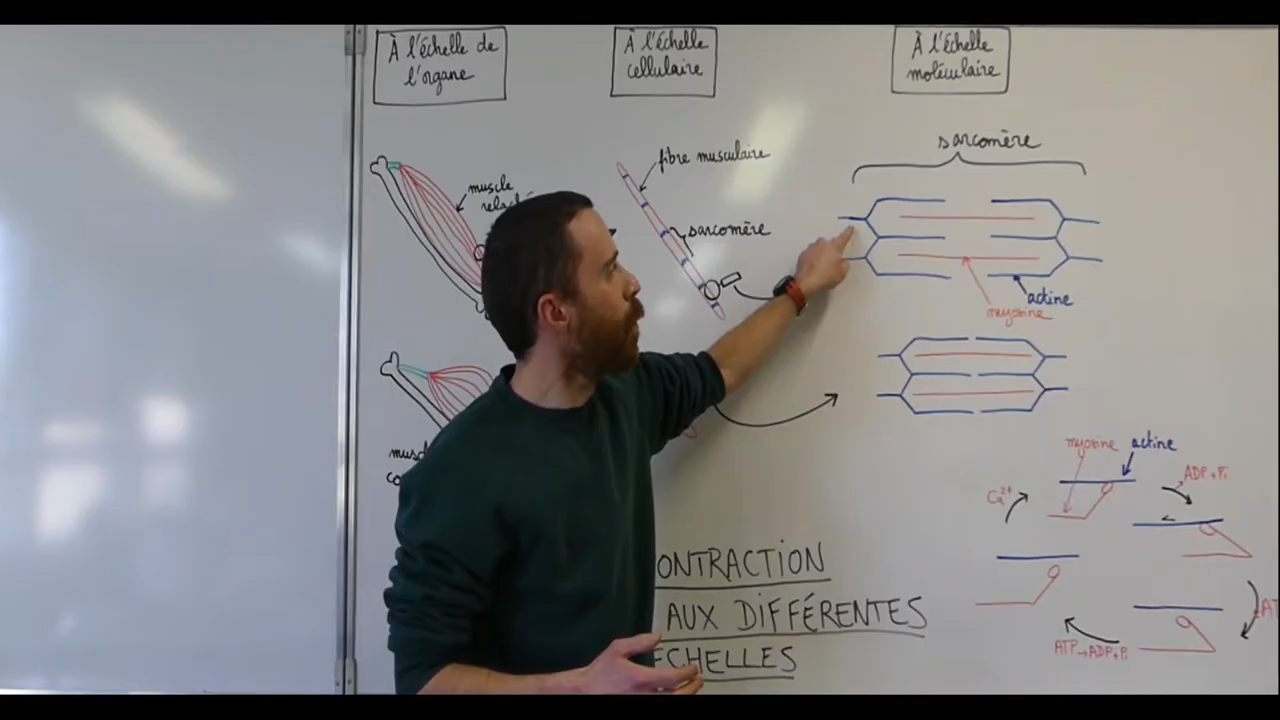 À l'échelle de
l'organe
À l'échelle
cellulaire
À l'échelle
moléculaire
muscle
fibre musculaire
sarcomère
sarcomère
actine
myosine
myosine
actine
Ca²⁺
ADP+Pi
ATP→ADP+Pi
ONTRACTION
AUX DIFFÉRENTES
ECHELLES